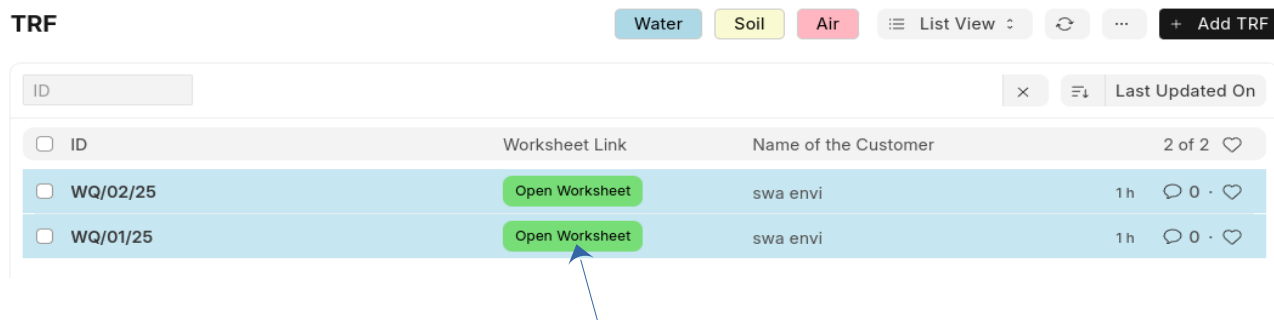 TRF Water Soil Air List View ... + Add TRF
ID × Last Updated On
ID Worksheet Link Name of the Customer 2 of 2
WQ/02/25 Open Worksheet swa envi 1 h 0 ·
WQ/01/25 Open Worksheet swa envi 1 h 0 ·